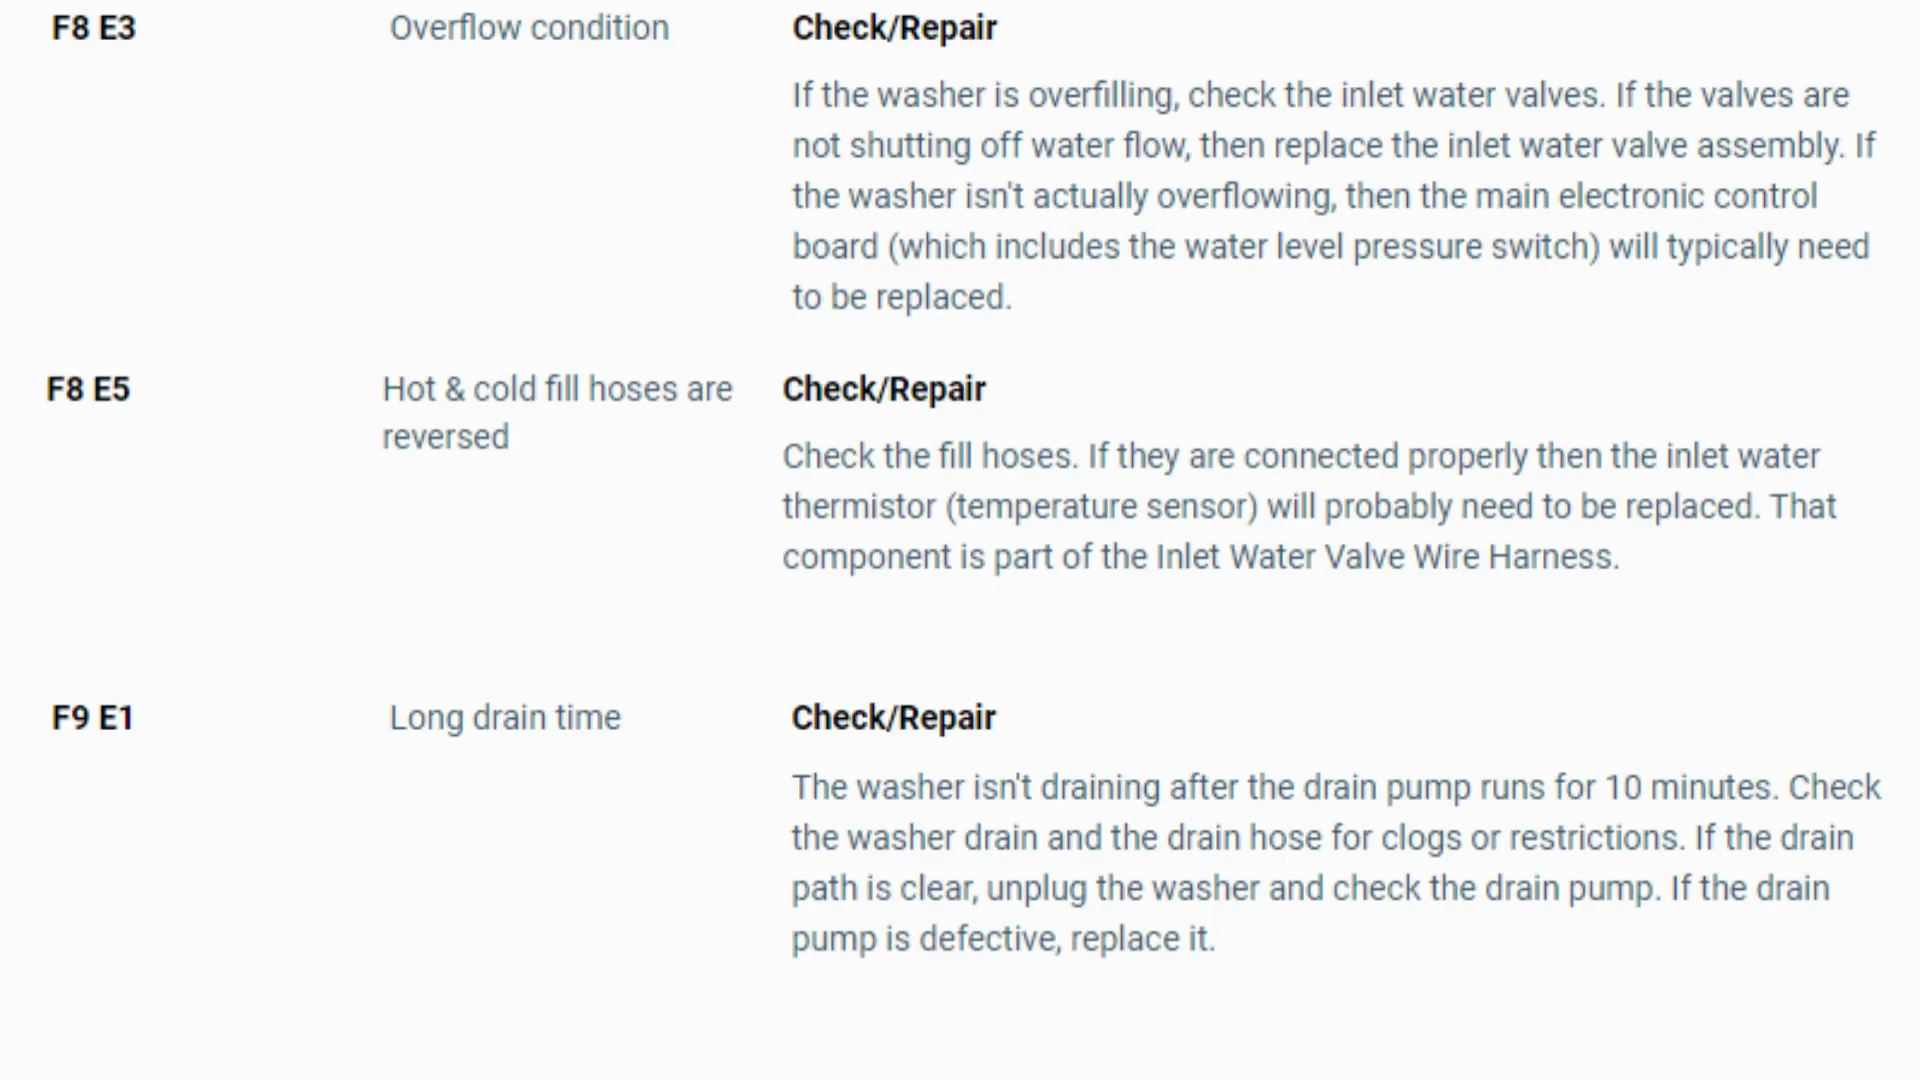 F8 E3
Overflow condition
Check/Repair
If the washer is overfilling, check the inlet water valves. If the valves are
not shutting off water flow, then replace the inlet water valve assembly. If
the washer isn't actually overflowing, then the main electronic control
board (which includes the water level pressure switch) will typically need
to be replaced.
F8 E5
Hot & cold fill hoses are
reversed
Check/Repair
Check the fill hoses. If they are connected properly then the inlet water
thermistor (temperature sensor) will probably need to be replaced. That
component is part of the Inlet Water Valve Wire Harness.
F9 E1
Long drain time
Check/Repair
The washer isn't draining after the drain pump runs for 10 minutes. Check
the washer drain and the drain hose for clogs or restrictions. If the drain
path is clear, unplug the washer and check the drain pump. If the drain
pump is defective, replace it.